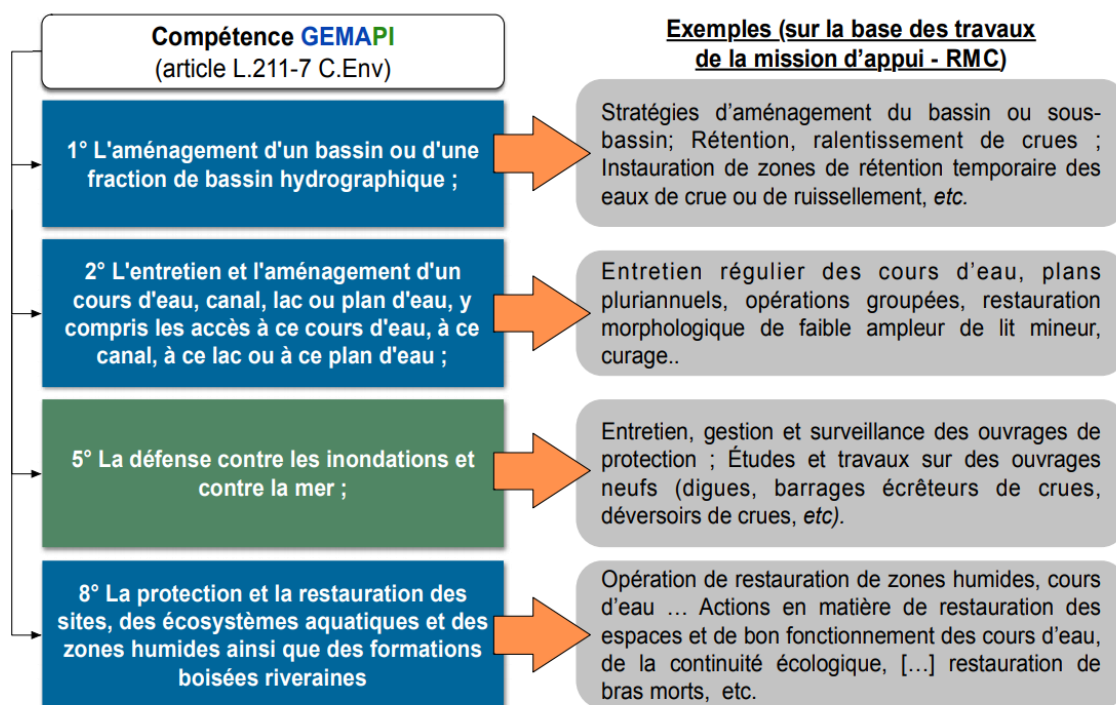 Compétence GEMAPI
(article L.211-7 C.Env)
Exemples (sur la base des travaux
de la mission d'appui - RMC)
1° L'aménagement d'un bassin ou d'une
fraction de bassin hydrographique ;
Stratégies d'aménagement du bassin ou sous-
bassin; Rétention, ralentissement de crues ;
Instauration de zones de rétention temporaire des
eaux de crue ou de ruissellement, etc.
2° L'entretien et l'aménagement d'un
cours d'eau, canal, lac ou plan d'eau, y
compris les accès à ce cours d'eau, à ce
canal, à ce lac ou à ce plan d'eau ;
Entretien régulier des cours d'eau, plans
pluriannuels, opérations groupées, restauration
morphologique de faible ampleur de lit mineur,
curage..
5° La défense contre les inondations et
contre la mer ;
Entretien, gestion et surveillance des ouvrages de
protection ; Études et travaux sur des ouvrages
neufs (digues, barrages écrêteurs de crues,
déversoirs de crues, etc).
8° La protection et la restauration des
sites, des écosystèmes aquatiques et des
zones humides ainsi que des formations
boisées riveraines
Opération de restauration de zones humides, cours
d'eau … Actions en matière de restauration des
espaces et de bon fonctionnement des cours d'eau,
de la continuité écologique, […] restauration de
bras morts, etc.